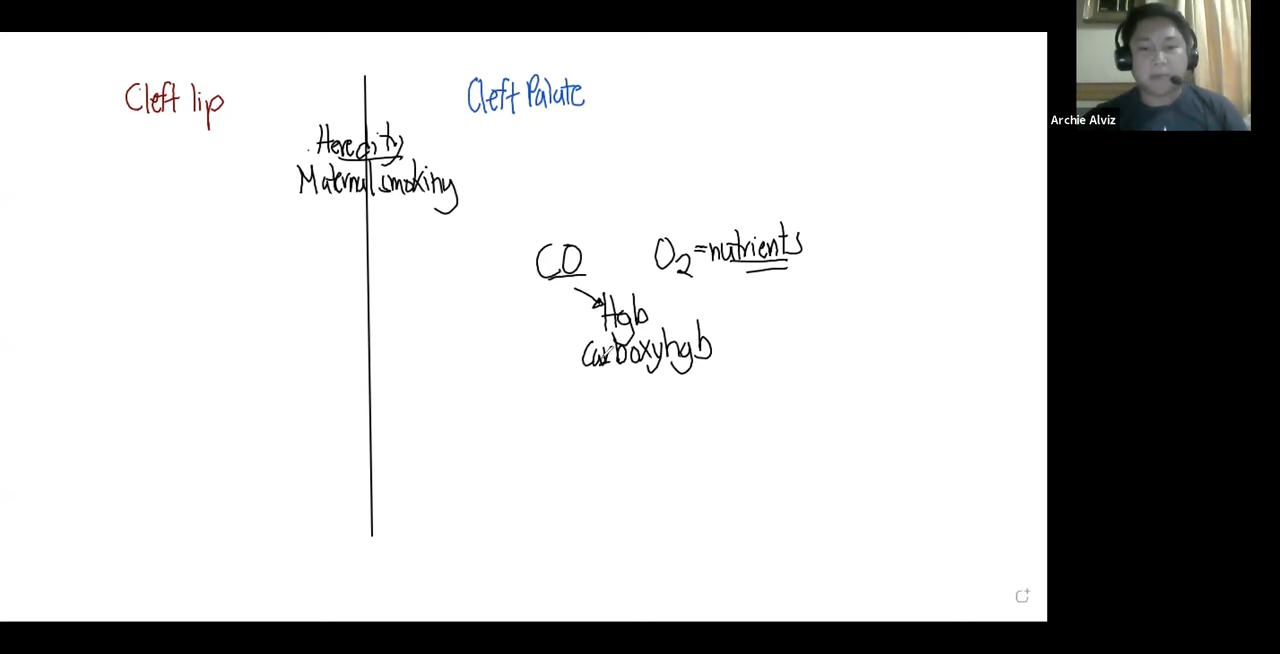 Cleft lip
Cleft Palate
Heredity
Maternal smoking
CO
O2 = nutrients
Hgb
Carboxyhgb
Archie Alviz